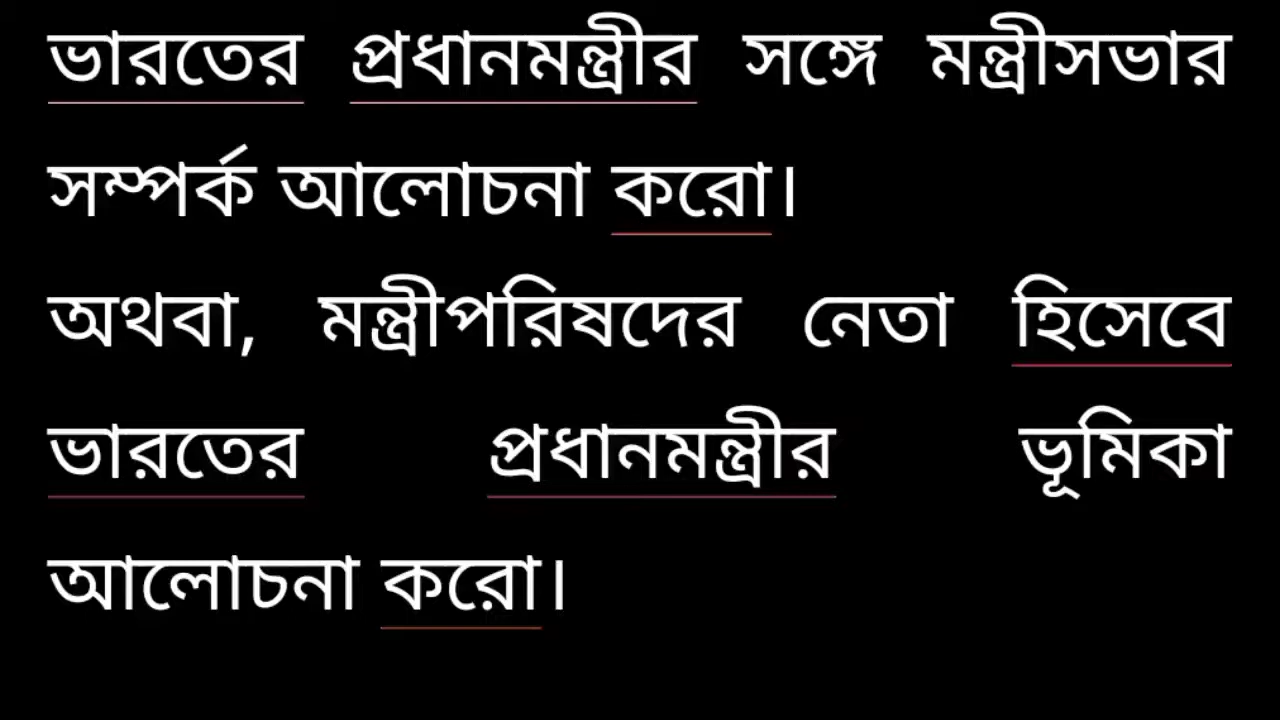 ভারতের প্রধানমন্ত্রীর সঙ্গে মন্ত্রীসভার
সম্পর্ক আলোচনা করো।
অথবা, মন্ত্রীপরিষদের নেতা হিসেবে
ভারতের প্রধানমন্ত্রীর ভূমিকা
আলোচনা করো।